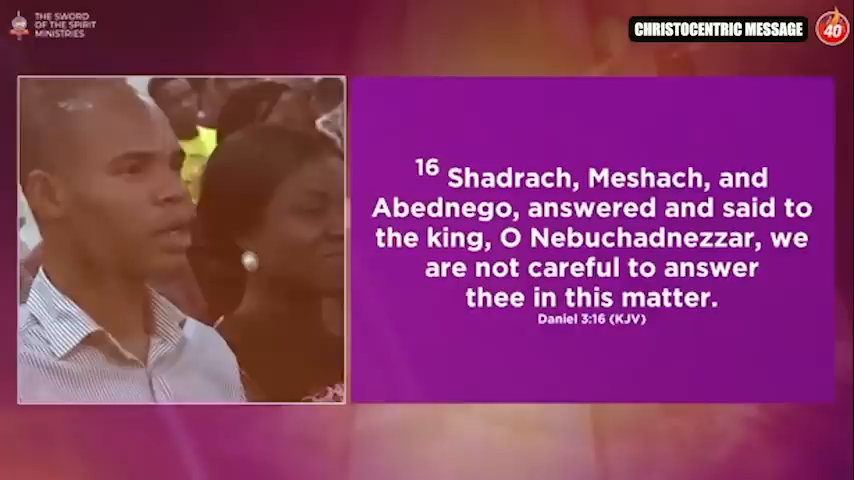 THE SWORD
OF THE SPIRIT
MINISTRIES
CHRISTOCENTRIC MESSAGE
40
16 Shadrach, Meshach, and
Abednego, answered and said to
the king, O Nebuchadnezzar, we
are not careful to answer
thee in this matter.
Daniel 3:16 (KJV)